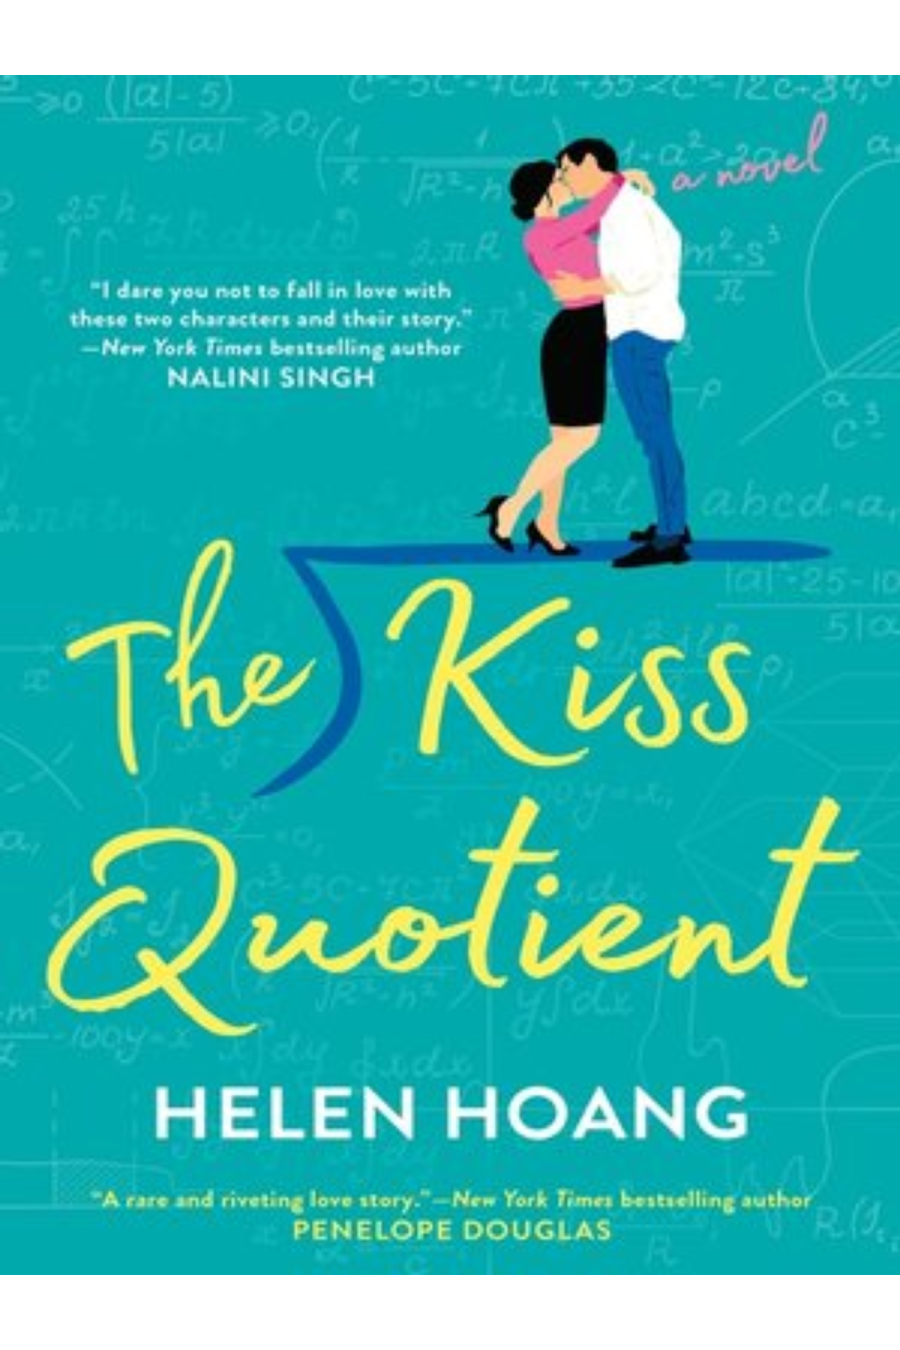 a novel
"I dare you not to fall in love with
these two characters and their story."
—New York Times bestselling author
NALINI SINGH
The Kiss
Quotient
HELEN HOANG
"A rare and riveting love story."—New York Times bestselling author
PENELOPE DOUGLAS